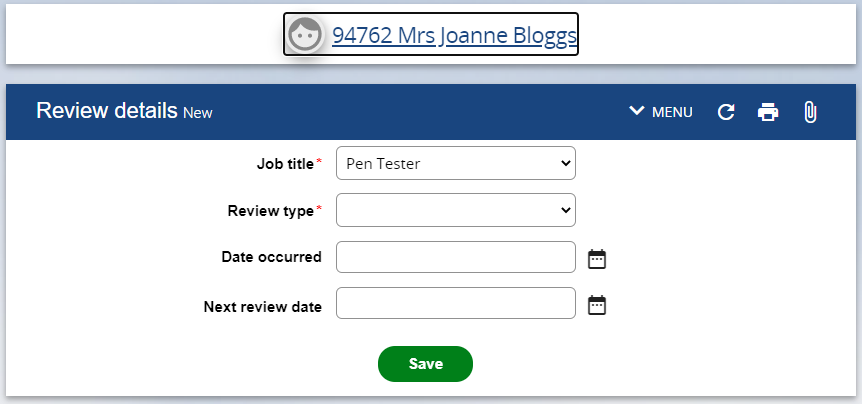 94762 Mrs Joanne Bloggs
Review details New
MENU
Job title* Pen Tester
Review type*
Date occurred
Next review date
Save